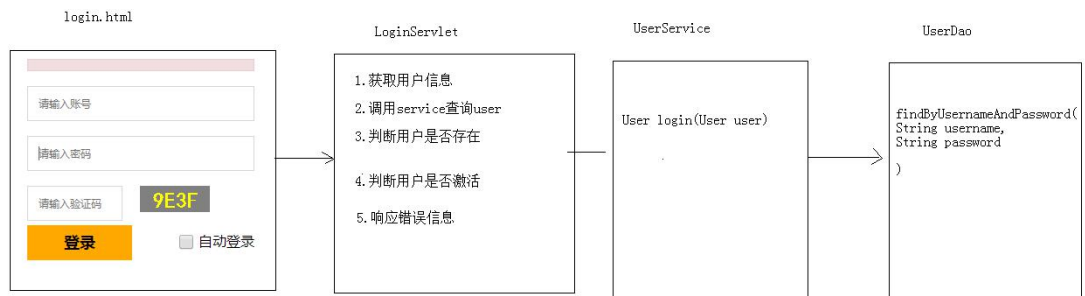 login.html
请输入账号
请输入密码
请输入验证码
9E3F
登录
自动登录
LoginServlet
1.获取用户信息
2.调用service查询user
3.判断用户是否存在
4.判断用户是否激活
5.响应错误信息
UserService
User login(User user)
UserDao
findByUsernameAndPassword(
String username,
String password
)